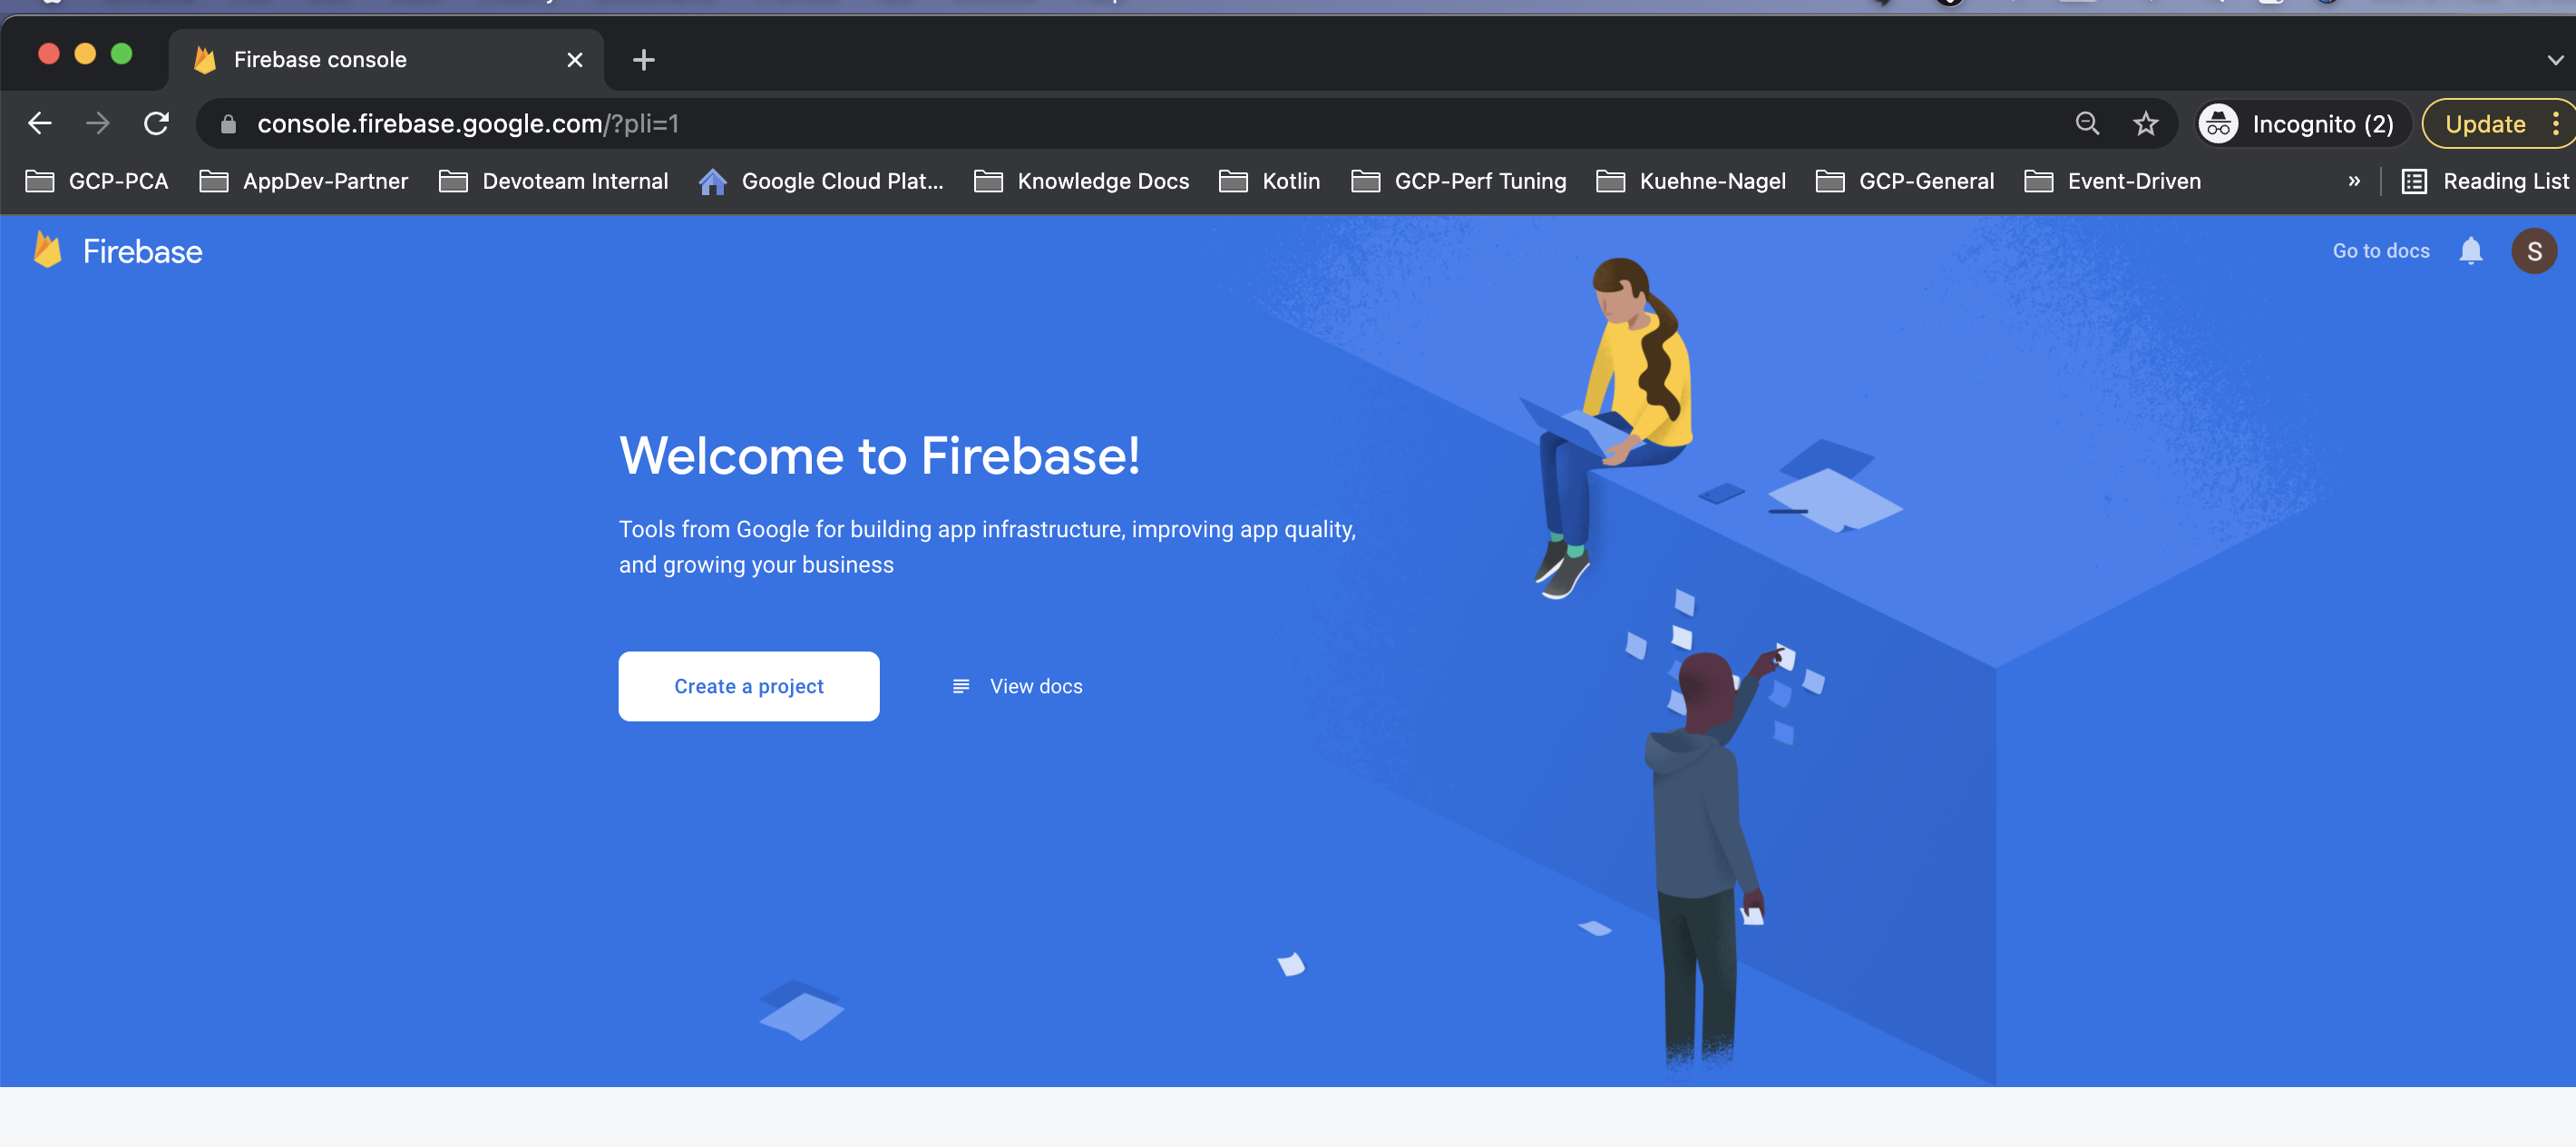 Firebase console
console.firebase.google.com/?pli=1
Incognito (2)
Update
GCP-PCA
AppDev-Partner
Devoteam Internal
Google Cloud Plat...
Knowledge Docs
Kotlin
GCP-Perf Tuning
Kuehne-Nagel
GCP-General
Event-Driven
»
Reading List
Firebase
Go to docs
S
Welcome to Firebase!
Tools from Google for building app infrastructure, improving app quality,
and growing your business
Create a project
View docs